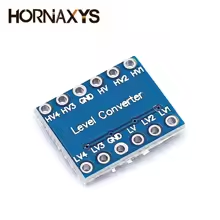 HORNAXYS
HV4 HV3 GND HV HV2 HV1
Level Converter
LV4 LV3 GND LV LV2 LV1